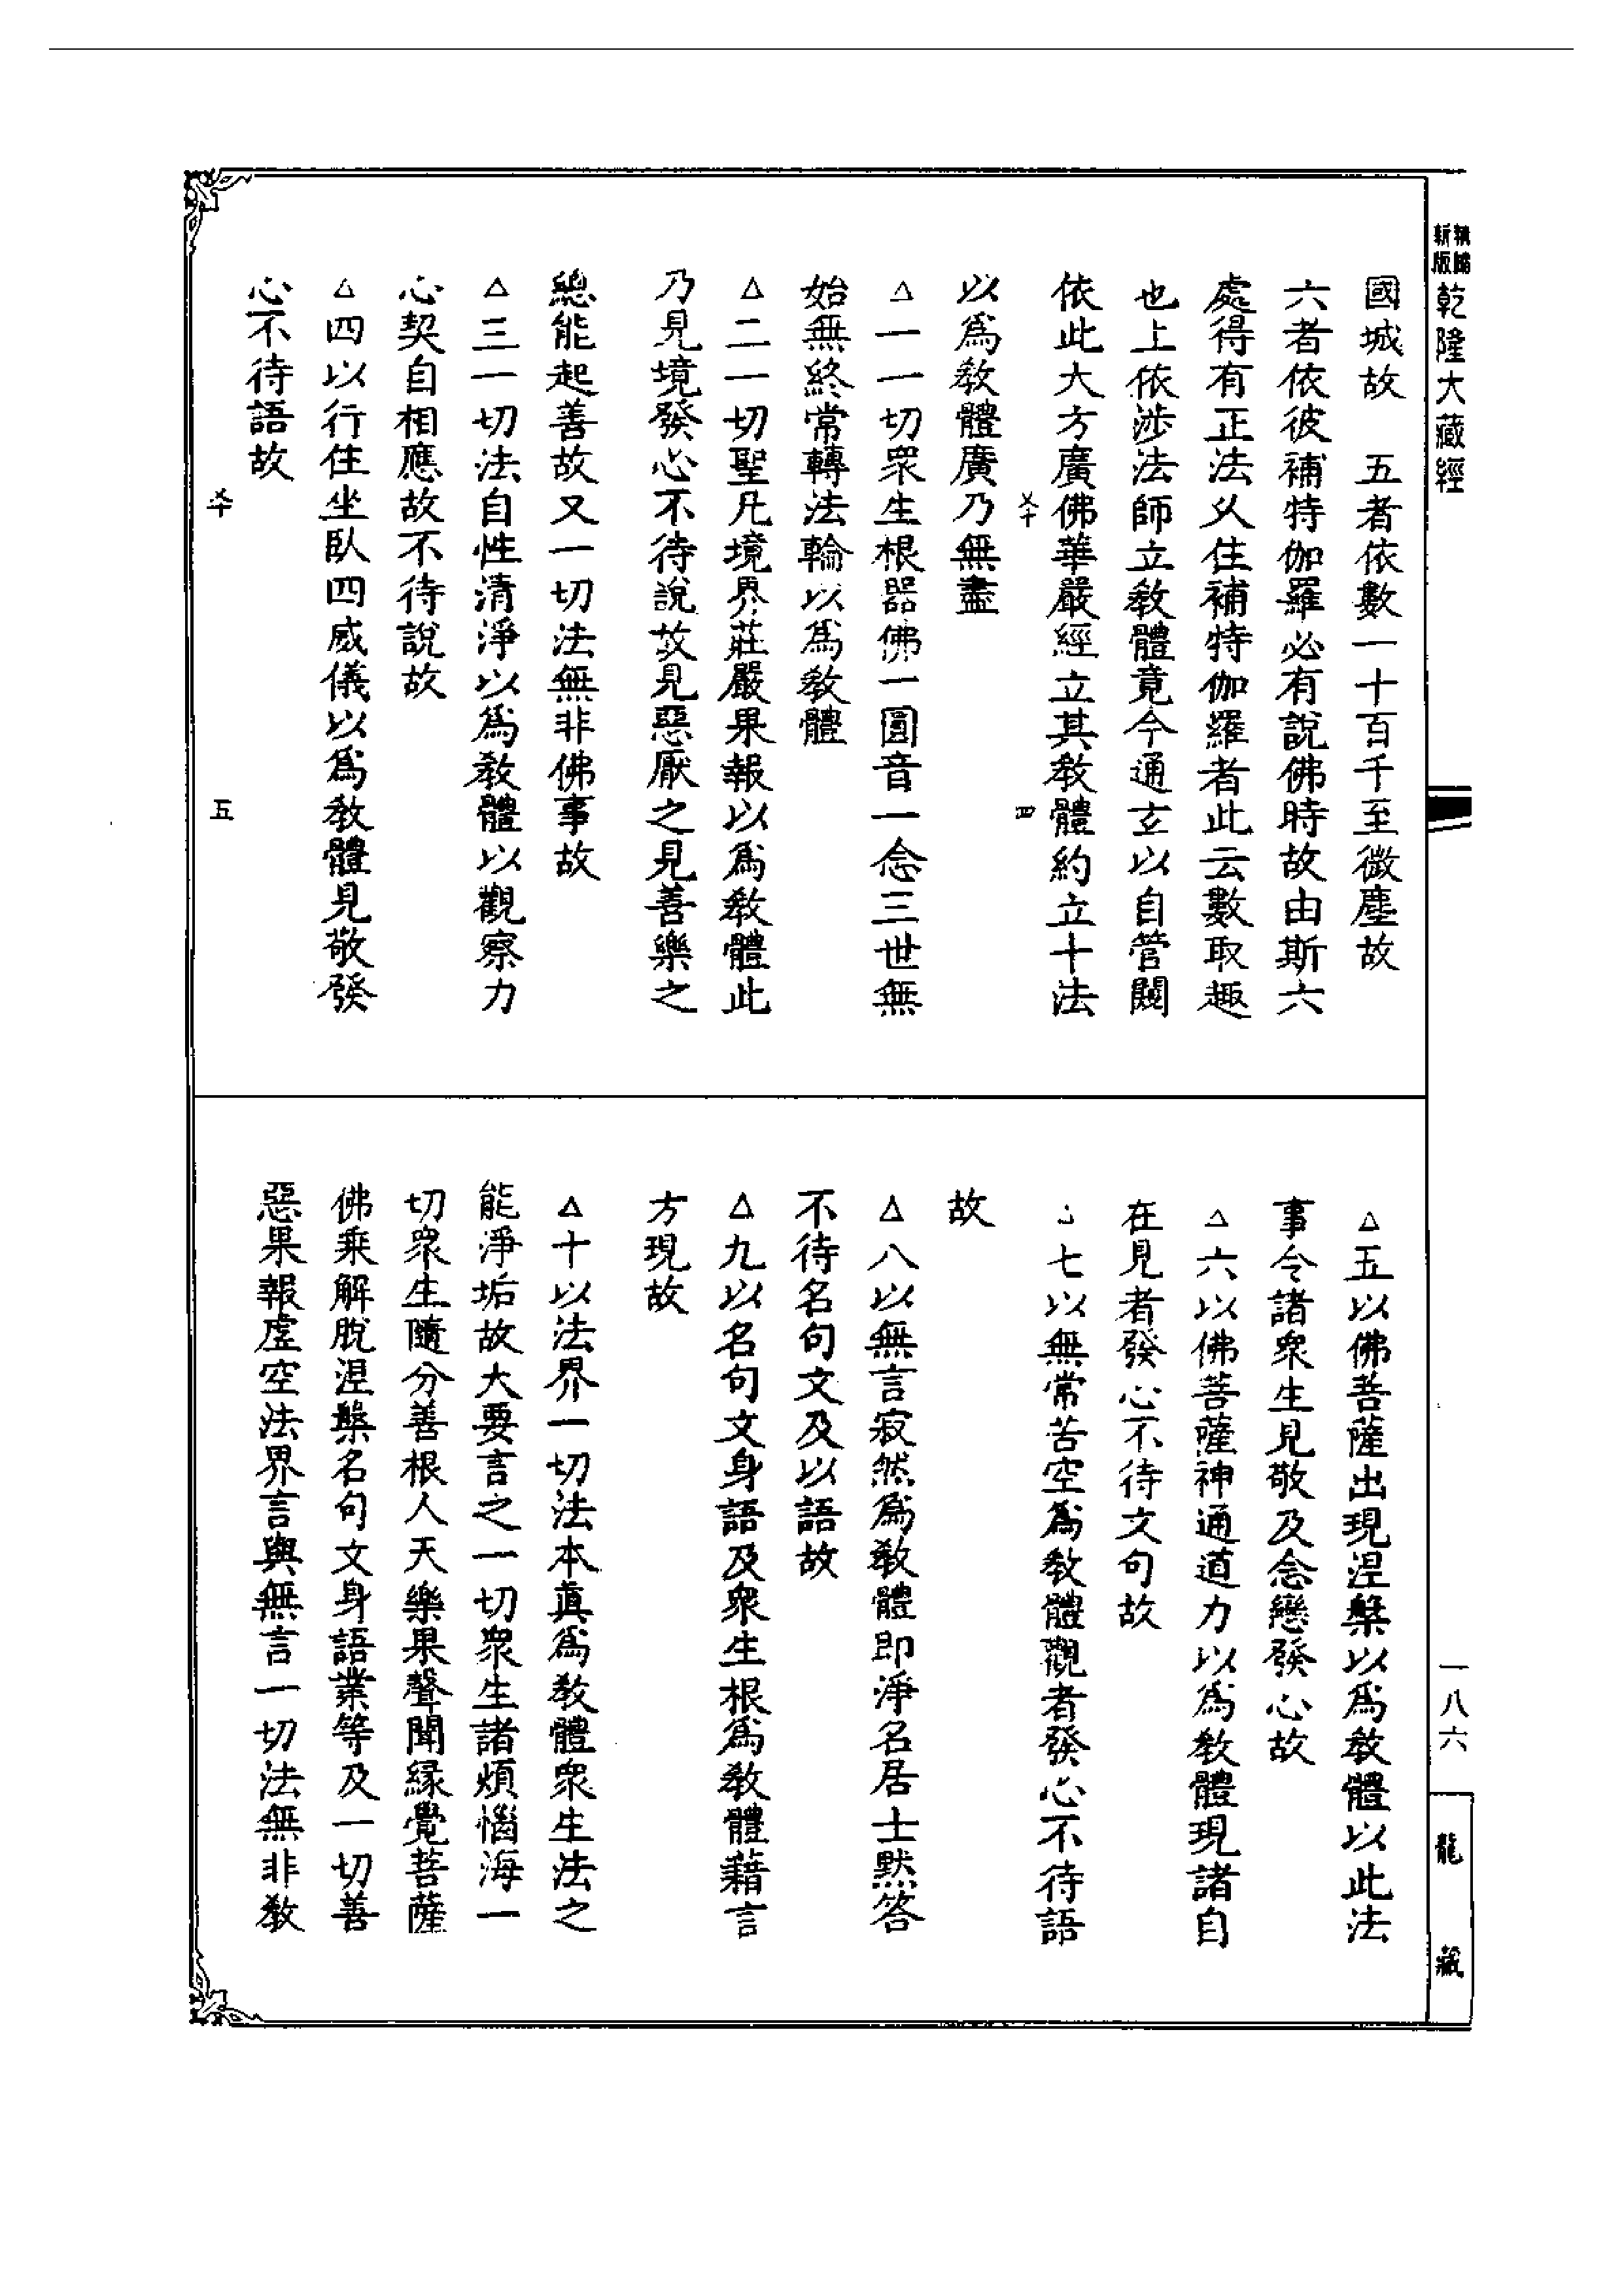 新版
乾隆大藏經
國城故　五者依數一十百千至微塵故
六者依彼補特伽羅必有說佛時故由斯六
處得有正法乆住補特伽羅者此云數取趣
也上依涉法師立教體竟今通玄以自管闚
依此大方廣佛華嚴經立其教體約立十法
四
以爲教體廣乃無盡
△一一切衆生根器佛一圓音一念三世無
始無終常轉法輪以爲教體
△二一切聖凡境界莊嚴果報以爲教體此
乃見境發心不待說故見惡厭之見善樂之
總能起善故又一切法無非佛事故
△三一切法自性清淨以爲教體以觀察力
心契自相應故不待說故
△四以行住坐臥四威儀以爲教體見敬發
心不待語故
五
△五以佛菩薩出現涅槃以爲教體以此法
事令諸衆生見敬及念戀發心故
△六以佛菩薩神通道力以爲教體現諸自
在見者發心不待文句故
△七以無常苦空爲教體觀者發心不待語
故
△八以無言寂然爲教體即淨名居士默答
不待名句文及以語故
△九以名句文身語及衆生根爲教體藉言
方現故
△十以法界一切法本眞爲教體衆生法之
能淨垢故大要言之一切衆生諸煩惱海一
切衆生隨分善根人天樂果聲聞緣覺菩薩
佛乘解脫涅槃名句文身語業等及一切善
惡果報虛空法界言與無言一切法無非教
一八六
龍藏